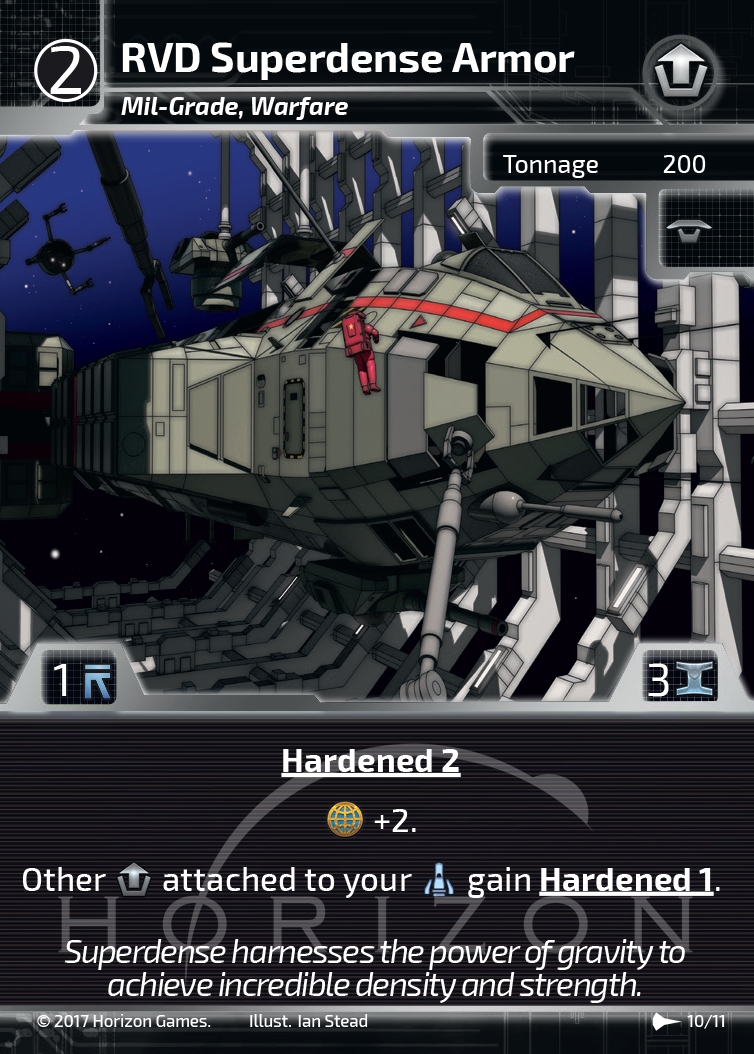 2
RVD Superdense Armor
Mil-Grade, Warfare
Tonnage 200
1
3
Hardened 2
+2.
Other attached to your gain Hardened 1.
HORIZON
Superdense harnesses the power of gravity to
achieve incredible density and strength.
© 2017 Horizon Games. Illust. Ian Stead 10/11